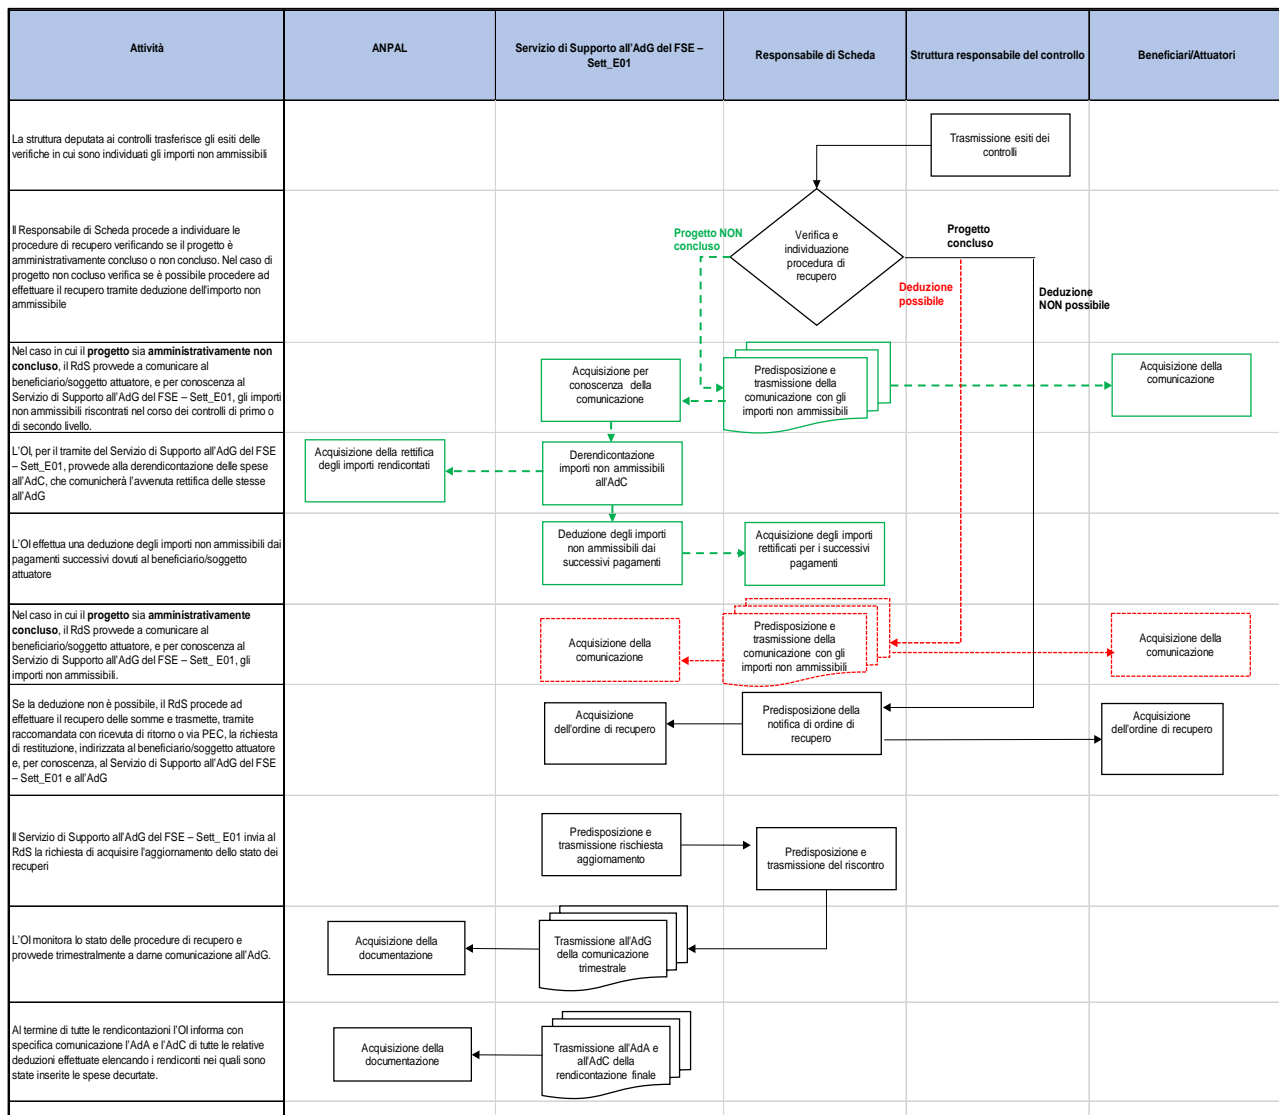 Attività
ANPAL
Servizio di Supporto all'AdG del FSE –
Sett_E01
Responsabile di Scheda
Struttura responsabile del controllo
Beneficiari/Attuatori
La struttura deputata ai controlli trasferisce gli esiti delle
verifiche in cui sono individuati gli importi non ammissibili
Trasmissione esiti dei
controlli
Il Responsabile di Scheda procede a individuare le
procedure di recupero verificando se il progetto è
amministrativamente concluso o non concluso. Nel caso di
progetto non cocluso verifica se è possibile procedere ad
effettuare il recupero tramite deduzione dell'importo non
ammissibile
Progetto NON
concluso
Verifica e
individuazione
procedura di
recupero
Progetto
concluso
Deduzione
possibile
Deduzione
NON possibile
Nel caso in cui il progetto sia amministrativamente non
concluso, il RdS provvede a comunicare al
beneficiario/soggetto attuatore, e per conoscenza al
Servizio di Supporto all'AdG del FSE – Sett_E01, gli importi
non ammissibili riscontrati nel corso dei controlli di primo o
di secondo livello.
Acquisizione per
conoscenza della
comunicazione
Predisposizione e
trasmissione della
comunicazione con gli
importi non ammissibili
Acquisizione della
comunicazione
L'OI, per il tramite del Servizio di Supporto all'AdG del FSE
– Sett_E01, provvede alla derendicontazione delle spese
all'AdC, che comunicherà l'avvenuta rettifica delle stesse
all'AdG
Acquisizione della rettifica
degli importi rendicontati
Derendicontazione
importi non ammissibili
all'AdC
L'OI effettua una deduzione degli importi non ammissibili dai
pagamenti successivi dovuti al beneficiario/soggetto
attuatore
Deduzione degli importi
non ammissibili dai
successivi pagamenti
Acquisizione degli importi
rettificati per i successivi
pagamenti
Nel caso in cui il progetto sia amministrativamente
concluso, il RdS provvede a comunicare al
beneficiario/soggetto attuatore, e per conoscenza al
Servizio di Supporto all'AdG del FSE – Sett_ E01, gli
importi non ammissibili.
Acquisizione della
comunicazione
Predisposizione e
trasmissione della
comunicazione con gli
importi non ammissibili
Acquisizione della
comunicazione
Se la deduzione non è possibile, il RdS procede ad
effettuare il recupero delle somme e trasmette, tramite
raccomandata con ricevuta di ritorno o via PEC, la richiesta
di restituzione, indirizzata al beneficiario/soggetto attuatore
e, per conoscenza, al Servizio di Supporto all'AdG del FSE
– Sett_E01 e all'AdG
Acquisizione
dell'ordine di recupero
Predisposizione della
notifica di ordine di
recupero
Acquisizione
dell'ordine di recupero
Il Servizio di Supporto all'AdG del FSE – Sett_ E01 invia al
RdS la richiesta di acquisire l'aggiornamento dello stato dei
recuperi
Predisposizione e
trasmissione rischiesta
aggiornamento
Predisposizione e
trasmissione del riscontro
L'OI monitora lo stato delle procedure di recupero e
provvede trimestralmente a darne comunicazione all'AdG.
Acquisizione della
documentazione
Trasmissione all'AdG
della comunicazione
trimestrale
Al termine di tutte le rendicontazioni l'OI informa con
specifica comunicazione l'AdA e l'AdC di tutte le relative
deduzioni effettuate elencando i rendiconti nei quali sono
state inserite le spese decurtate.
Acquisizione della
documentazione
Trasmissione all'AdA e
all'AdC della
rendicontazione finale